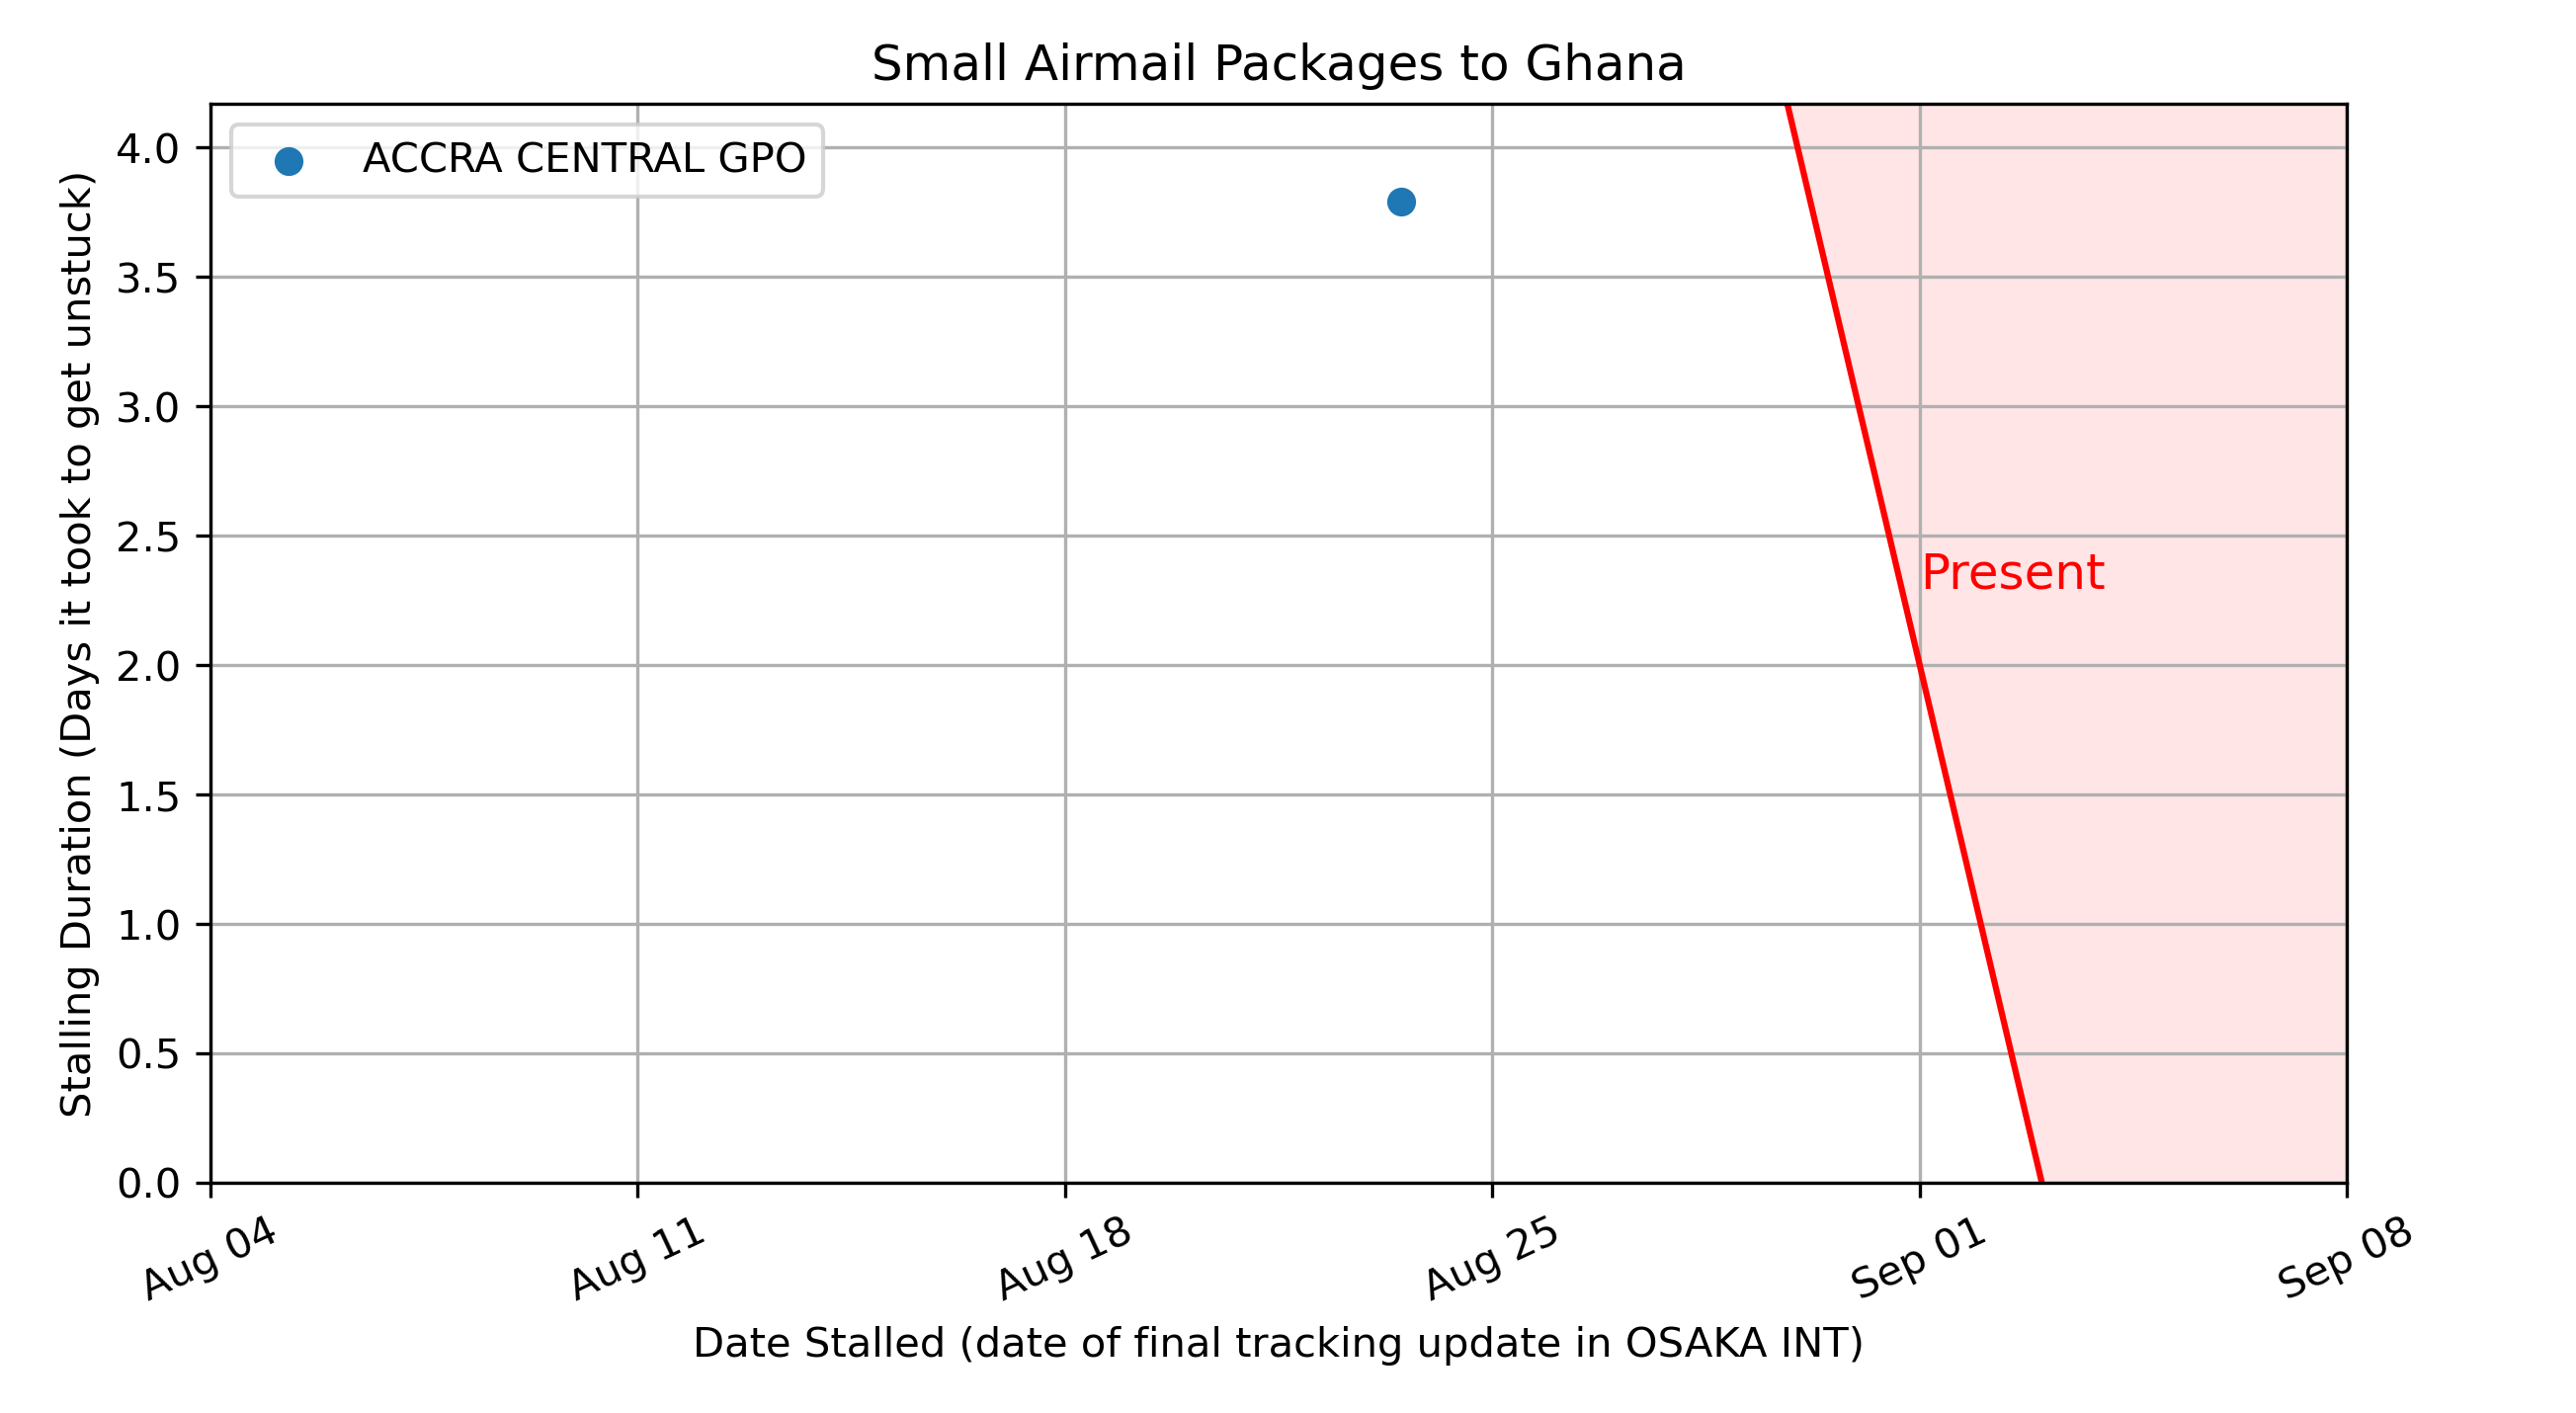 Small Airmail Packages to Ghana
ACCRA CENTRAL GPO
Stalling Duration (Days it took to get unstuck)
4.0
3.5
3.0
2.5
2.0
1.5
1.0
0.5
0.0
Present
Aug 04
Aug 11
Aug 18
Aug 25
Sep 01
Sep 08
Date Stalled (date of final tracking update in OSAKA INT)